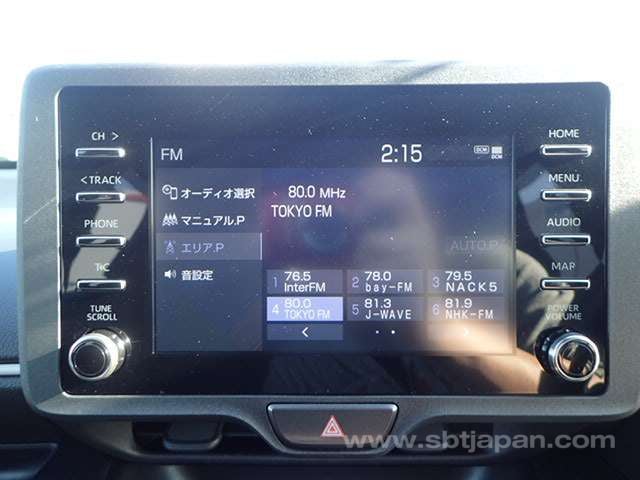 CH >
< TRACK
PHONE
T/C
TUNE
SCROLL
FM
2:15
DCM
DCM
オーディオ選択
マニュアル.P
エリア.P
音設定
80.0 MHz
TOKYO FM
AUTO.P
1 76.5 InterFM
2 78.0 bay-FM
3 79.5 NACK5
4 80.0 TOKYO FM
5 81.3 J-WAVE
6 81.9 NHK-FM
< • • >
HOME
MENU
AUDIO
MAP
POWER
VOLUME
www.sbtjapan.com